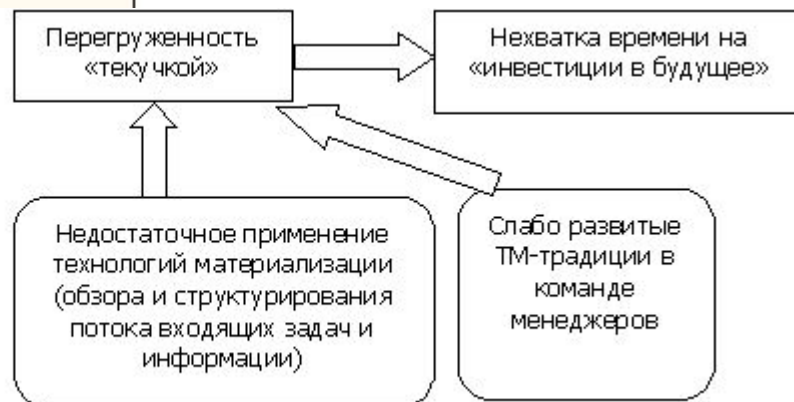 Перегруженность
«текучкой»
Нехватка времени на
«инвестиции в будущее»
Недостаточное применение
технологий материализации
(обзора и структурирования
потока входящих задач и
информации)
Слабо развитые
ТМ-традиции в
команде
менеджеров